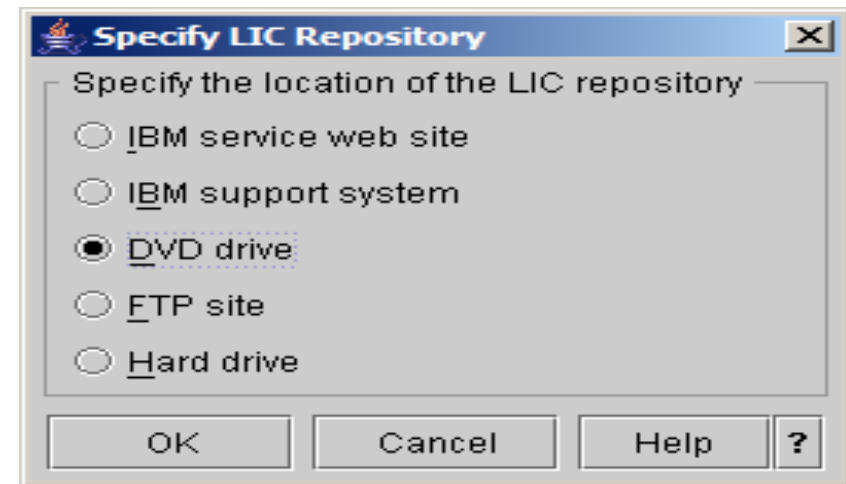 Specify LIC Repository
Specify the location of the LIC repository
IBM service web site
IBM support system
DVD drive
FTP site
Hard drive
OK Cancel Help ?